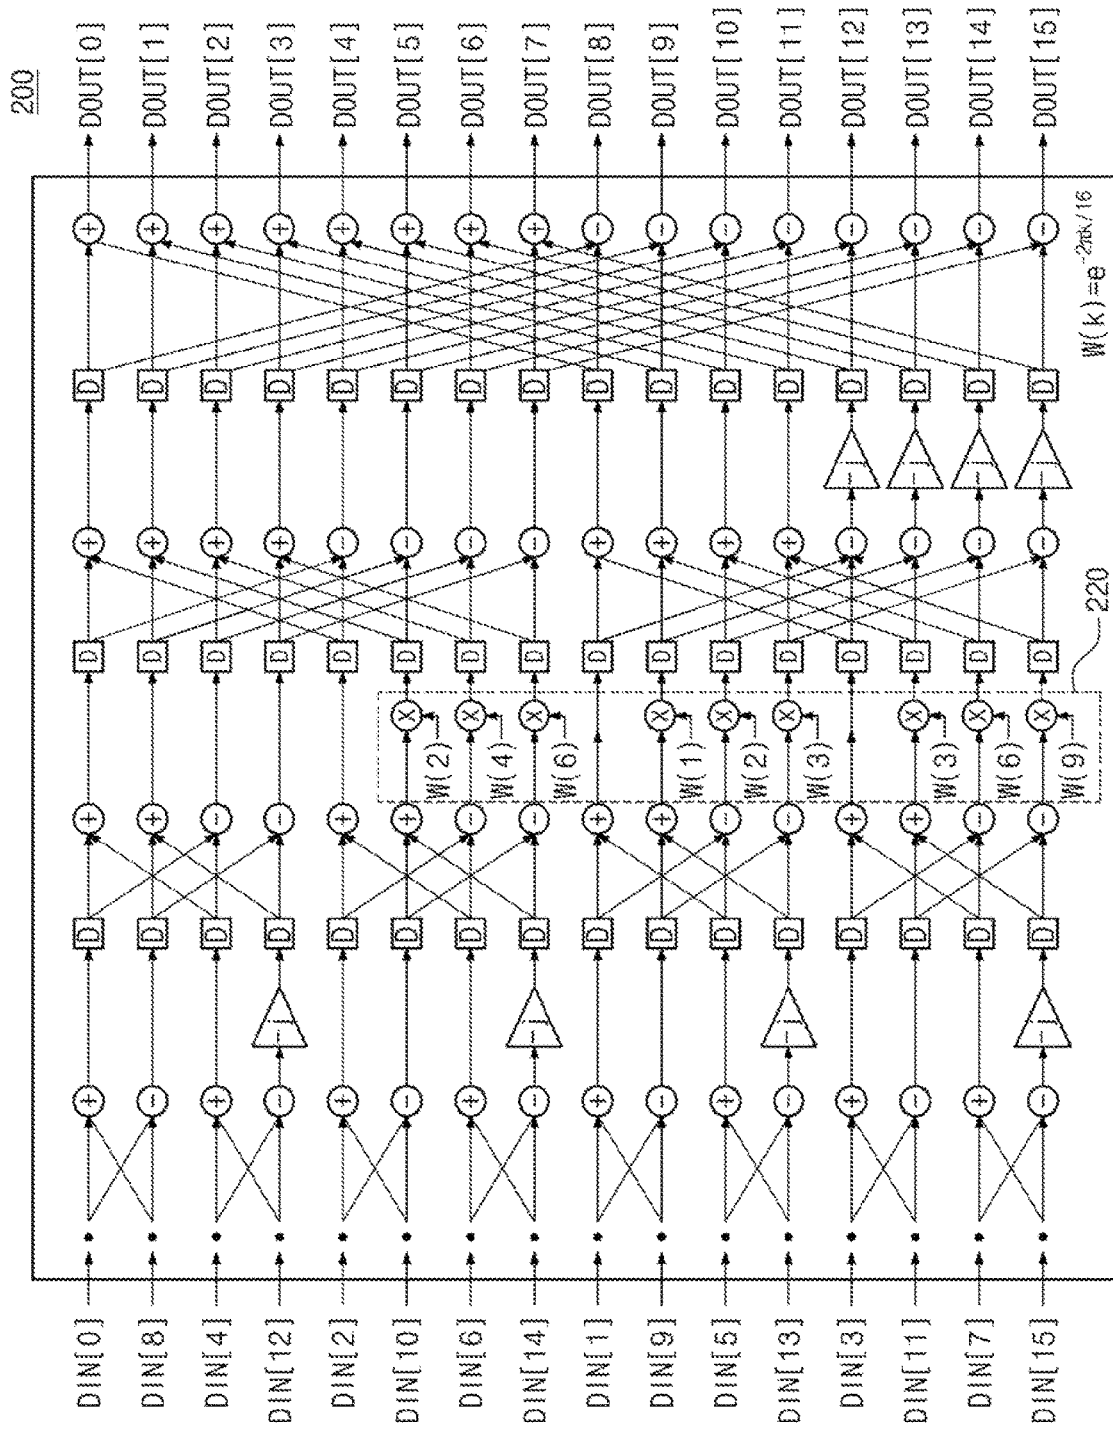 200
DIN[0] + D + D + D + DOUT[0]
DIN[8] - D + D + D + DOUT[1]
DIN[4] + D - D + D + DOUT[2]
DIN[12] - -j D - D + D + DOUT[3]
DIN[2] + D + D - D + DOUT[4]
DIN[10] - D + X D - D + DOUT[5]
W(2)
DIN[6] + D - X D - D + DOUT[6]
W(4)
DIN[14] - -j D - X D - D + DOUT[7]
W(6)
DIN[1] + D + D + D - DOUT[8]
DIN[9] - D + X D + D - DOUT[9]
W(1)
DIN[5] + D - X D + D - DOUT[10]
W(2)
DIN[13] - -j D - X D + D - DOUT[11]
W(3)
DIN[3] + D + D - -j D - DOUT[12]
DIN[11] - D + X D - -j D - DOUT[13]
W(3)
DIN[7] + D - X D - -j D - DOUT[14]
W(6)
DIN[15] - -j D - X D - -j D - DOUT[15]
W(9)
220
W(k)=e-2πjk/16